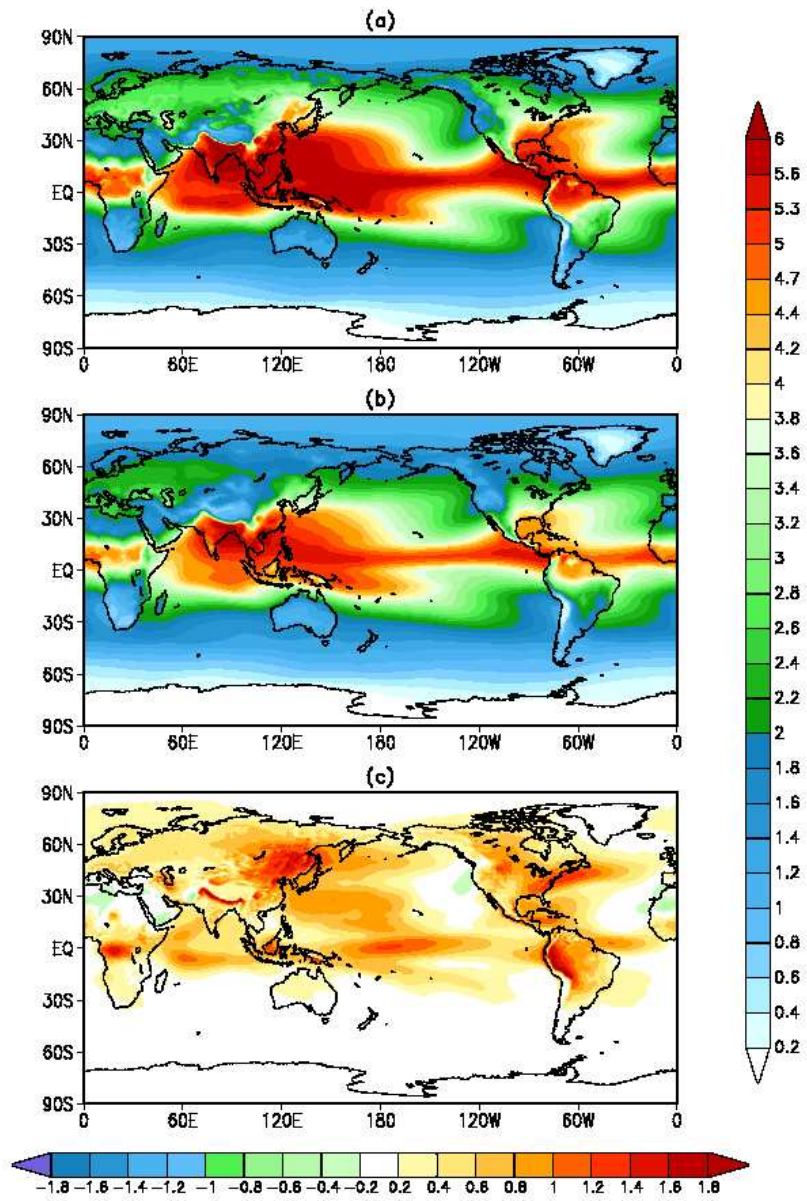 (a)
90N
60N
30N
EQ
30S
60S
90S
0 60E 120E 180 120W 60W 0
(b)
90N
60N
30N
EQ
30S
60S
90S
0 60E 120E 180 120W 60W 0
(c)
90N
60N
30N
EQ
30S
60S
90S
0 60E 120E 180 120W 60W 0
6
5.6
5.3
5
4.7
4.4
4.2
4
3.8
3.6
3.4
3.2
3
2.8
2.6
2.4
2.2
2
1.8
1.6
1.4
1.2
1
0.8
0.6
0.4
0.2
-1.8 -1.6 -1.4 -1.2 -1 -0.8 -0.6 -0.4 -0.2 0.2 0.4 0.6 0.8 1 1.2 1.4 1.6 1.8